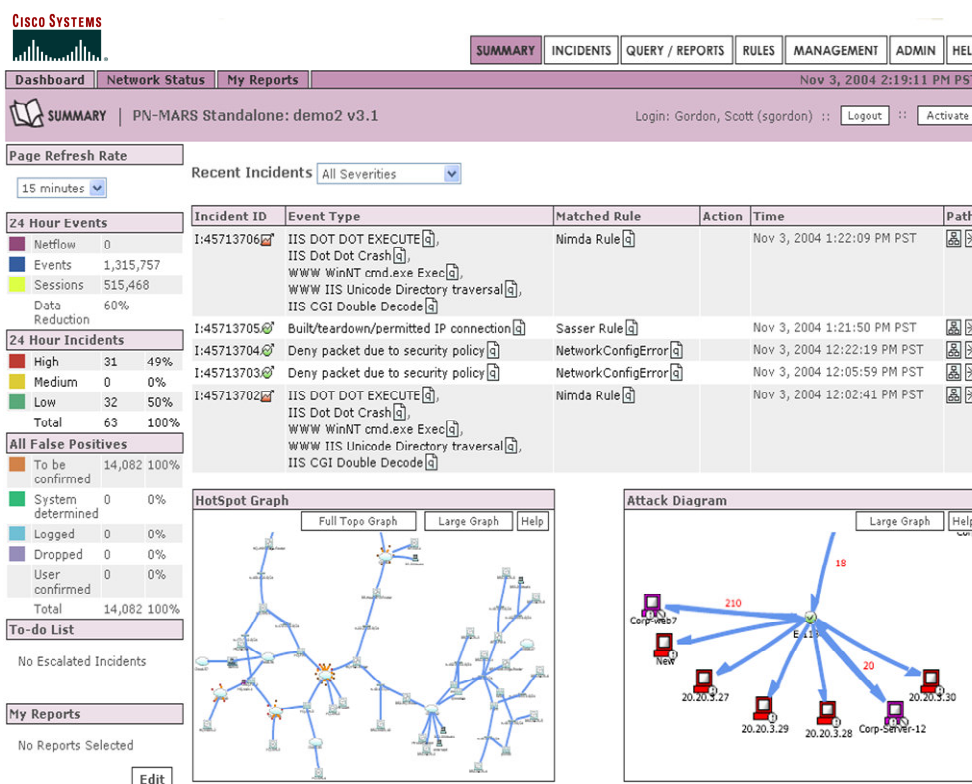 CISCO SYSTEMS
SUMMARY INCIDENTS QUERY / REPORTS RULES MANAGEMENT ADMIN HEL
Dashboard Network Status My Reports Nov 3, 2004 2:19:11 PM PST
SUMMARY | PN-MARS Standalone: demo2 v3.1 Login: Gordon, Scott (sgordon) :: Logout :: Activate
Page Refresh Rate
15 minutes
24 Hour Events
Netflow 0
Events 1,315,757
Sessions 515,468
Data 60%
Reduction
24 Hour Incidents
High 31 49%
Medium 0 0%
Low 32 50%
Total 63 100%
All False Positives
To be 14,082 100%
confirmed
System 0 0%
determined
Logged 0 0%
Dropped 0 0%
User 0 0%
confirmed
Total 14,082 100%
To-do List
No Escalated Incidents
My Reports
No Reports Selected
Edit
Recent Incidents All Severities
Incident ID Event Type Matched Rule Action Time Path
I:45713706 IIS DOT DOT EXECUTE q, Nimda Rule q Nov 3, 2004 1:22:09 PM PST
IIS Dot Dot Crash q,
WWW WinNT cmd.exe Exec q,
WWW IIS Unicode Directory traversal q,
IIS CGI Double Decode q
I:45713705 Built/teardown/permitted IP connection q Sasser Rule q Nov 3, 2004 1:21:50 PM PST
I:45713704 Deny packet due to security policy q NetworkConfigError q Nov 3, 2004 12:22:19 PM PST
I:45713703 Deny packet due to security policy q NetworkConfigError q Nov 3, 2004 12:05:59 PM PST
I:45713702 IIS DOT DOT EXECUTE q, Nimda Rule q Nov 3, 2004 12:02:41 PM PST
IIS Dot Dot Crash q,
WWW WinNT cmd.exe Exec q,
WWW IIS Unicode Directory traversal q,
IIS CGI Double Decode q
HotSpot Graph
Full Topo Graph Large Graph Help
Attack Diagram
Large Graph Help
18
210
Corp-web7
New
20
20.20.3.27
20.20.3.30
20.20.3.29
20.20.3.28
Corp-Server-12